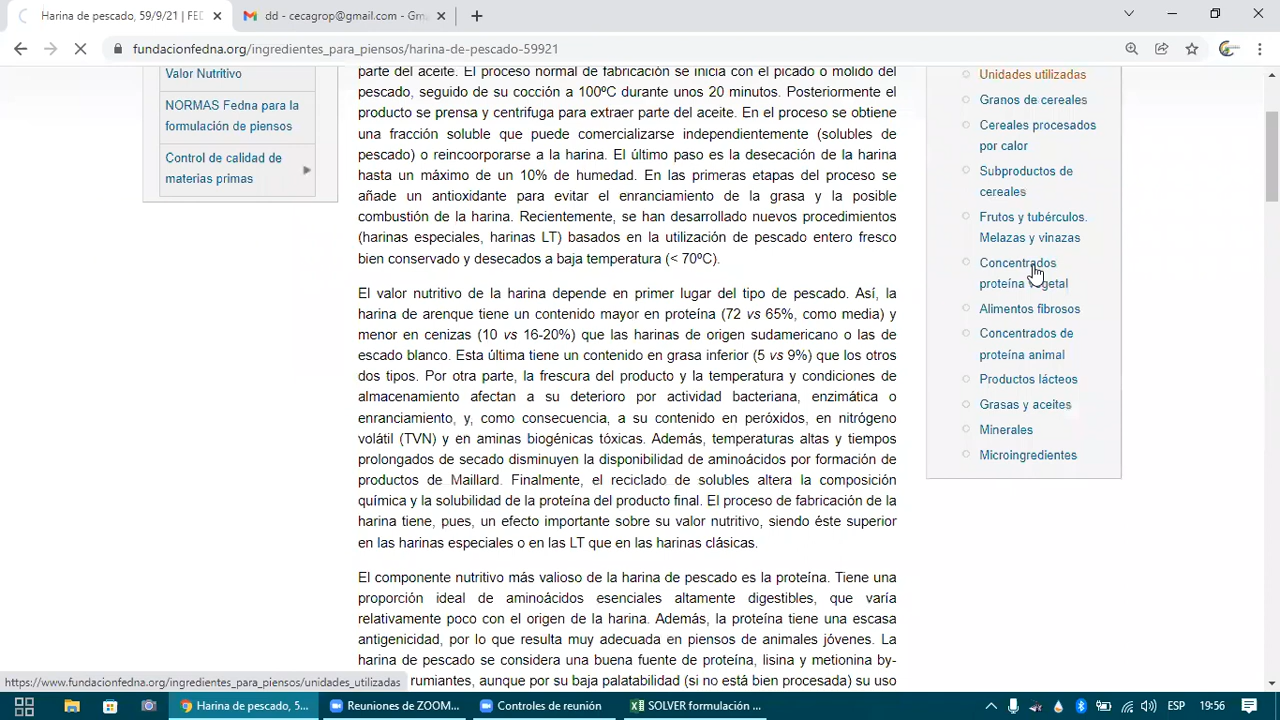 Harina de pescado, 59/9/21 | FED
dd - cecagrop@gmail.com - Gma
fundacionfedna.org/ingredientes_para_piensos/harina-de-pescado-59921
Valor Nutritivo
NORMAS Fedna para la
formulación de piensos
Control de calidad de
materias primas
parte del aceite. El proceso normal de fabricación se inicia con el picado o molido del
pescado, seguido de su cocción a 100ºC durante unos 20 minutos. Posteriormente el
producto se prensa y centrifuga para extraer parte del aceite. En el proceso se obtiene
una fracción soluble que puede comercializarse independientemente (solubles de
pescado) o reincoorporarse a la harina. El último paso es la desecación de la harina
hasta un máximo de un 10% de humedad. En las primeras etapas del proceso se
añade un antioxidante para evitar el enranciamiento de la grasa y la posible
combustión de la harina. Recientemente, se han desarrollado nuevos procedimientos
(harinas especiales, harinas LT) basados en la utilización de pescado entero fresco
bien conservado y desecados a baja temperatura (< 70ºC).
El valor nutritivo de la harina depende en primer lugar del tipo de pescado. Así, la
harina de arenque tiene un contenido mayor en proteína (72 vs 65%, como media) y
menor en cenizas (10 vs 16-20%) que las harinas de origen sudamericano o las de
escado blanco. Esta última tiene un contenido en grasa inferior (5 vs 9%) que los otros
dos tipos. Por otra parte, la frescura del producto y la temperatura y condiciones de
almacenamiento afectan a su deterioro por actividad bacteriana, enzimática o
enranciamiento, y, como consecuencia, a su contenido en peróxidos, en nitrógeno
volátil (TVN) y en aminas biogénicas tóxicas. Además, temperaturas altas y tiempos
prolongados de secado disminuyen la disponibilidad de aminoácidos por formación de
productos de Maillard. Finalmente, el reciclado de solubles altera la composición
química y la solubilidad de la proteína del producto final. El proceso de fabricación de la
harina tiene, pues, un efecto importante sobre su valor nutritivo, siendo éste superior
en las harinas especiales o en las LT que en las harinas clásicas.
El componente nutritivo más valioso de la harina de pescado es la proteína. Tiene una
proporción ideal de aminoácidos esenciales altamente digestibles, que varía
relativamente poco con el origen de la harina. Además, la proteína tiene una escasa
antigenicidad, por lo que resulta muy adecuada en piensos de animales jóvenes. La
harina de pescado se considera una buena fuente de proteína, lisina y metionina by-
rumiantes, aunque por su baja palatabilidad (si no está bien procesada) su uso
Unidades utilizadas
Granos de cereales
Cereales procesados
por calor
Subproductos de
cereales
Frutos y tubérculos.
Melazas y vinazas
Concentrados
proteína vegetal
Alimentos fibrosos
Concentrados de
proteína animal
Productos lácteos
Grasas y aceites
Minerales
Microingredientes
https://www.fundacionfedna.org/ingredientes_para_piensos/unidades_utilizadas
Harina de pescado, 5...
Reuniones de ZOOM...
Controles de reunión
SOLVER formulación ...
ESP
19:56